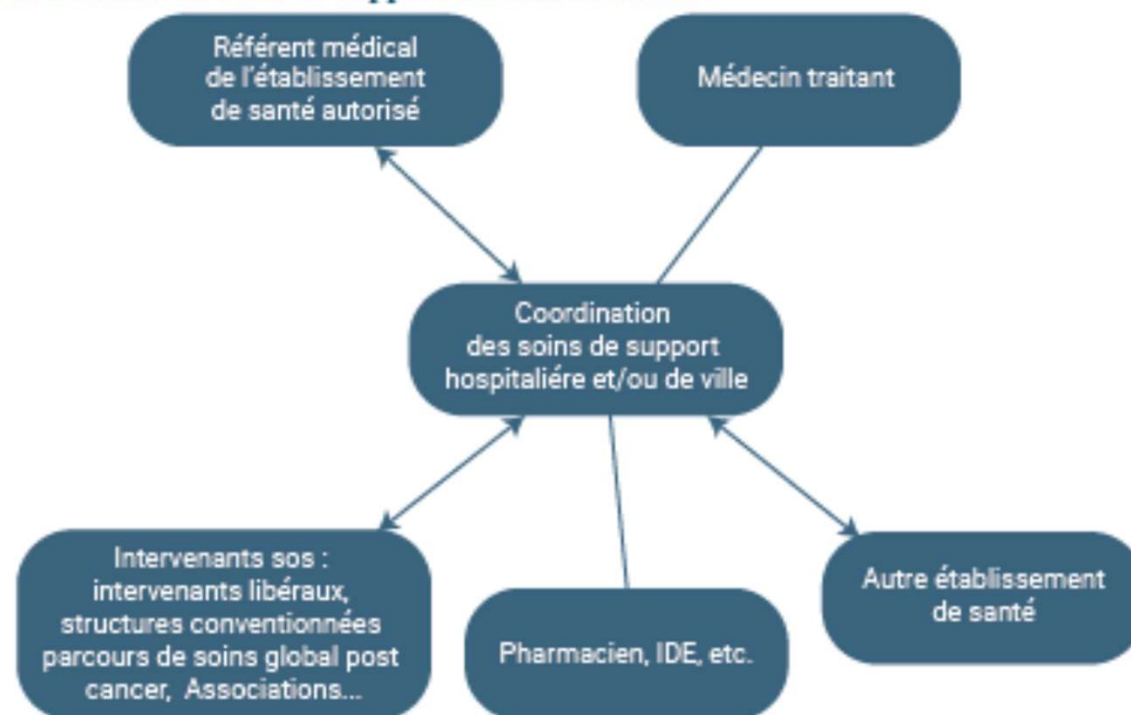 Référent médical
de l'établissement
de santé autorisé
Médecin traitant
Coordination
des soins de support
hospitaliére et/ou de ville
Intervenants sos :
intervenants libéraux,
structures conventionnées
parcours de soins global post
cancer, Associations...
Pharmacien, IDE, etc.
Autre établissement
de santé